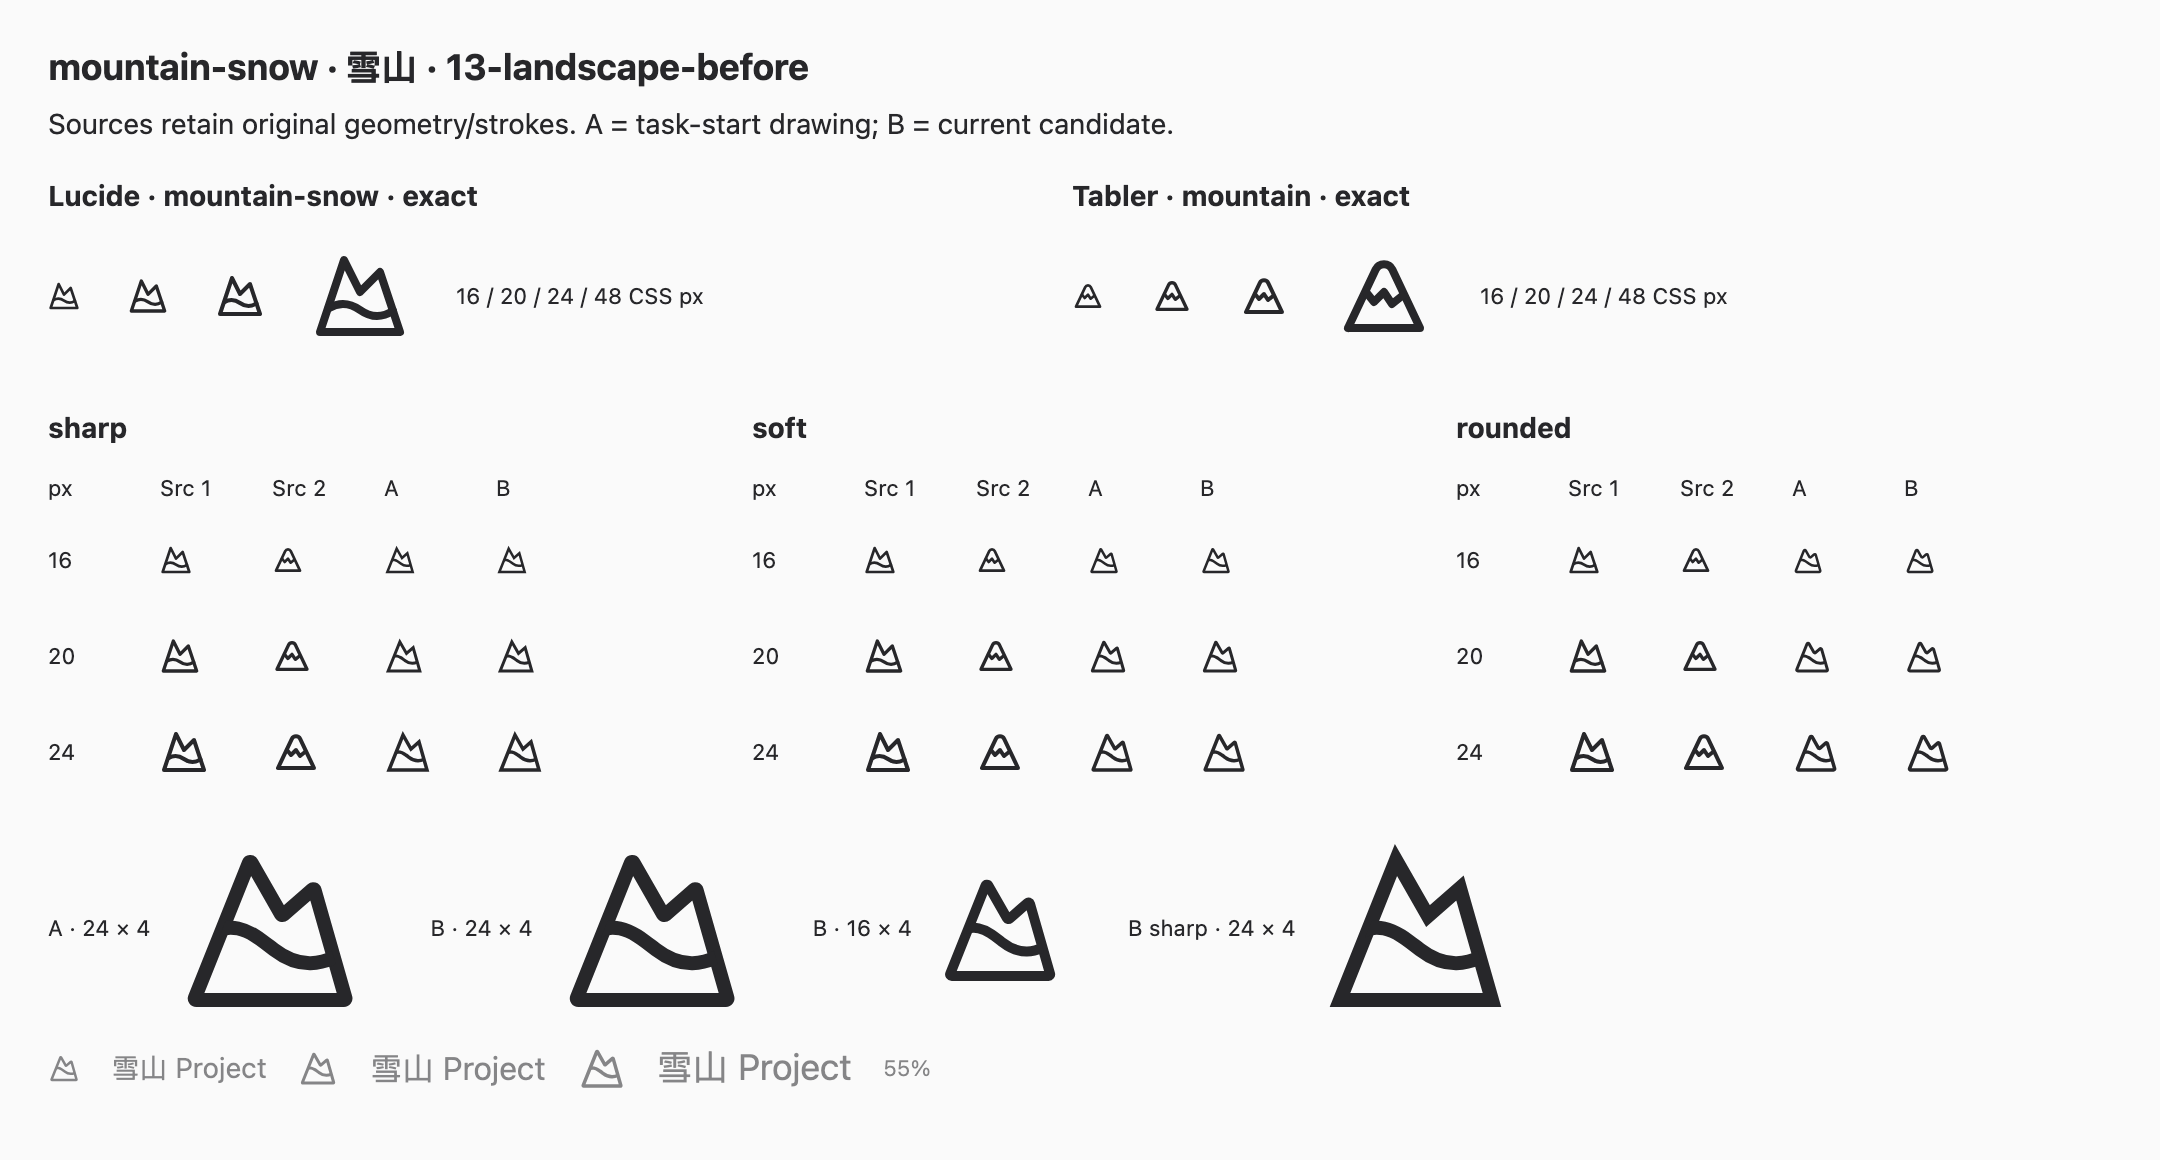 mountain-snow · 雪山 · 13-landscape-before
Sources retain original geometry/strokes. A = task-start drawing; B = current candidate.
Lucide · mountain-snow · exact
16 / 20 / 24 / 48 CSS px
Tabler · mountain · exact
16 / 20 / 24 / 48 CSS px
sharp
px Src 1 Src 2 A B
16
20
24
soft
px Src 1 Src 2 A B
16
20
24
rounded
px Src 1 Src 2 A B
16
20
24
A · 24 × 4
B · 24 × 4
B · 16 × 4
B sharp · 24 × 4
雪山 Project 雪山 Project 雪山 Project 55%